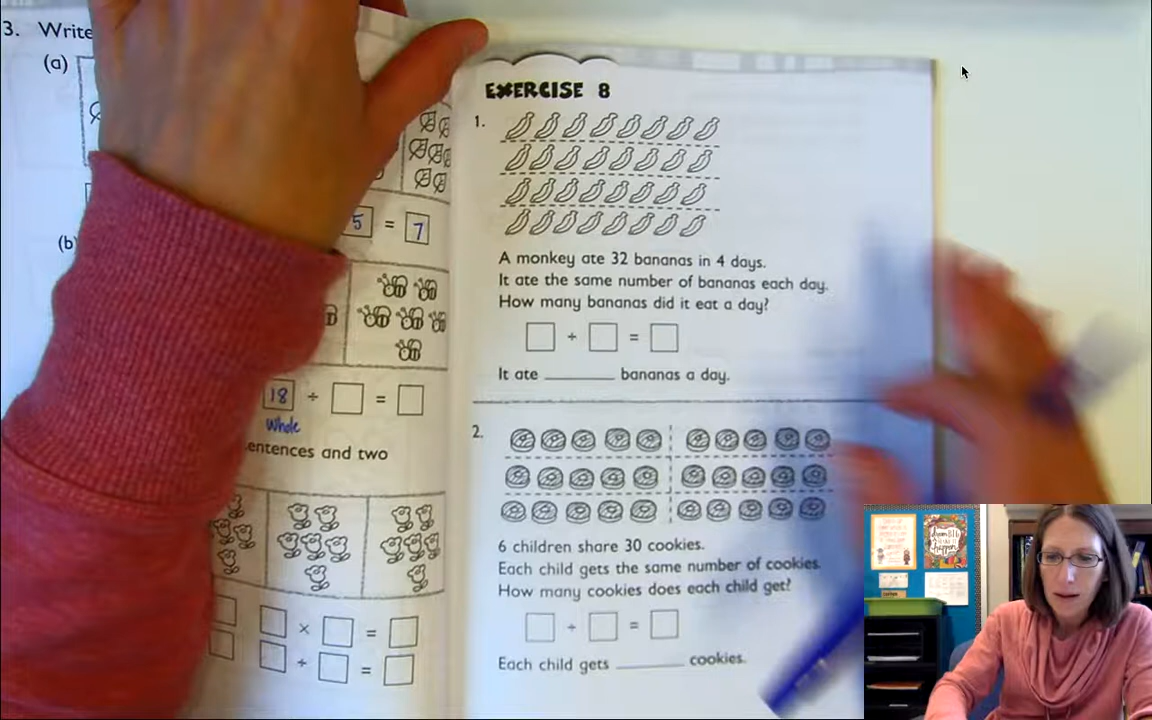 3. Write
(a)
5 = 7
(b)
18 ÷ =
Whole
entences and two
× =
÷ =
EXERCISE 8
1.
A monkey ate 32 bananas in 4 days.
It ate the same number of bananas each day.
How many bananas did it eat a day?
÷ =
It ate ______ bananas a day.
2.
6 children share 30 cookies.
Each child gets the same number of cookies.
How many cookies does each child get?
÷ =
Each child gets ______ cookies.